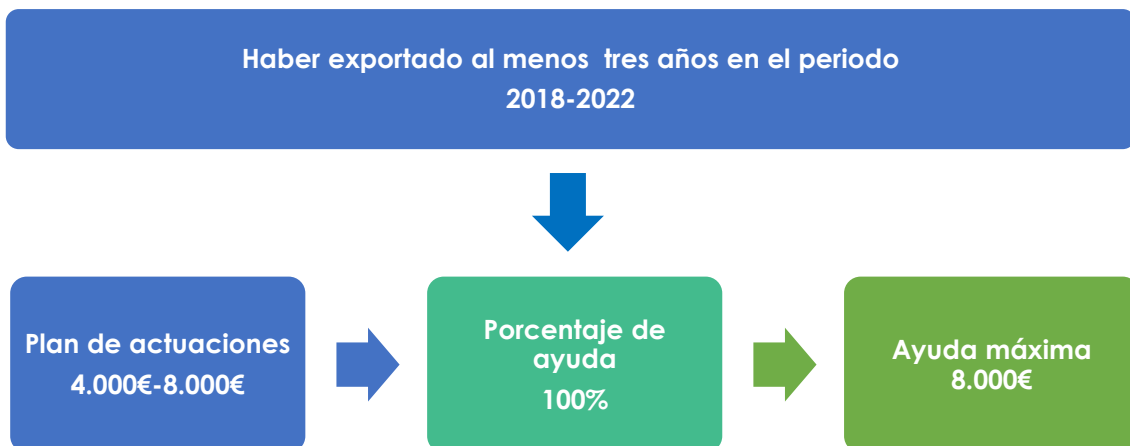 Haber exportado al menos tres años en el periodo
2018-2022
Plan de actuaciones
4.000€-8.000€
Porcentaje de
ayuda
100%
Ayuda máxima
8.000€